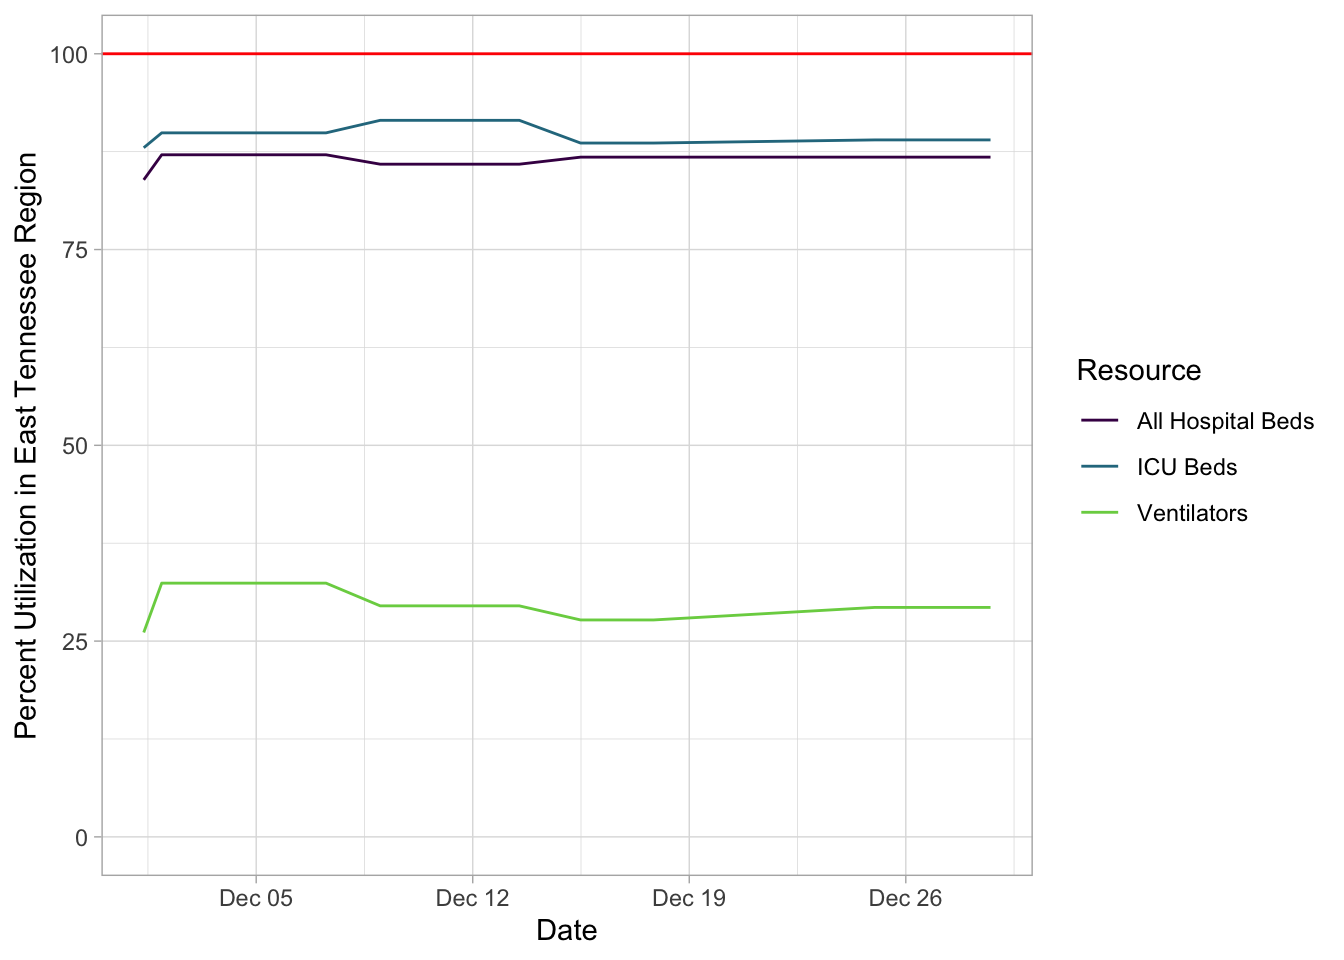 Percent Utilization in East Tennessee Region
100
75
50
25
0
Dec 05
Dec 12
Dec 19
Dec 26
Date
Resource
All Hospital Beds
ICU Beds
Ventilators